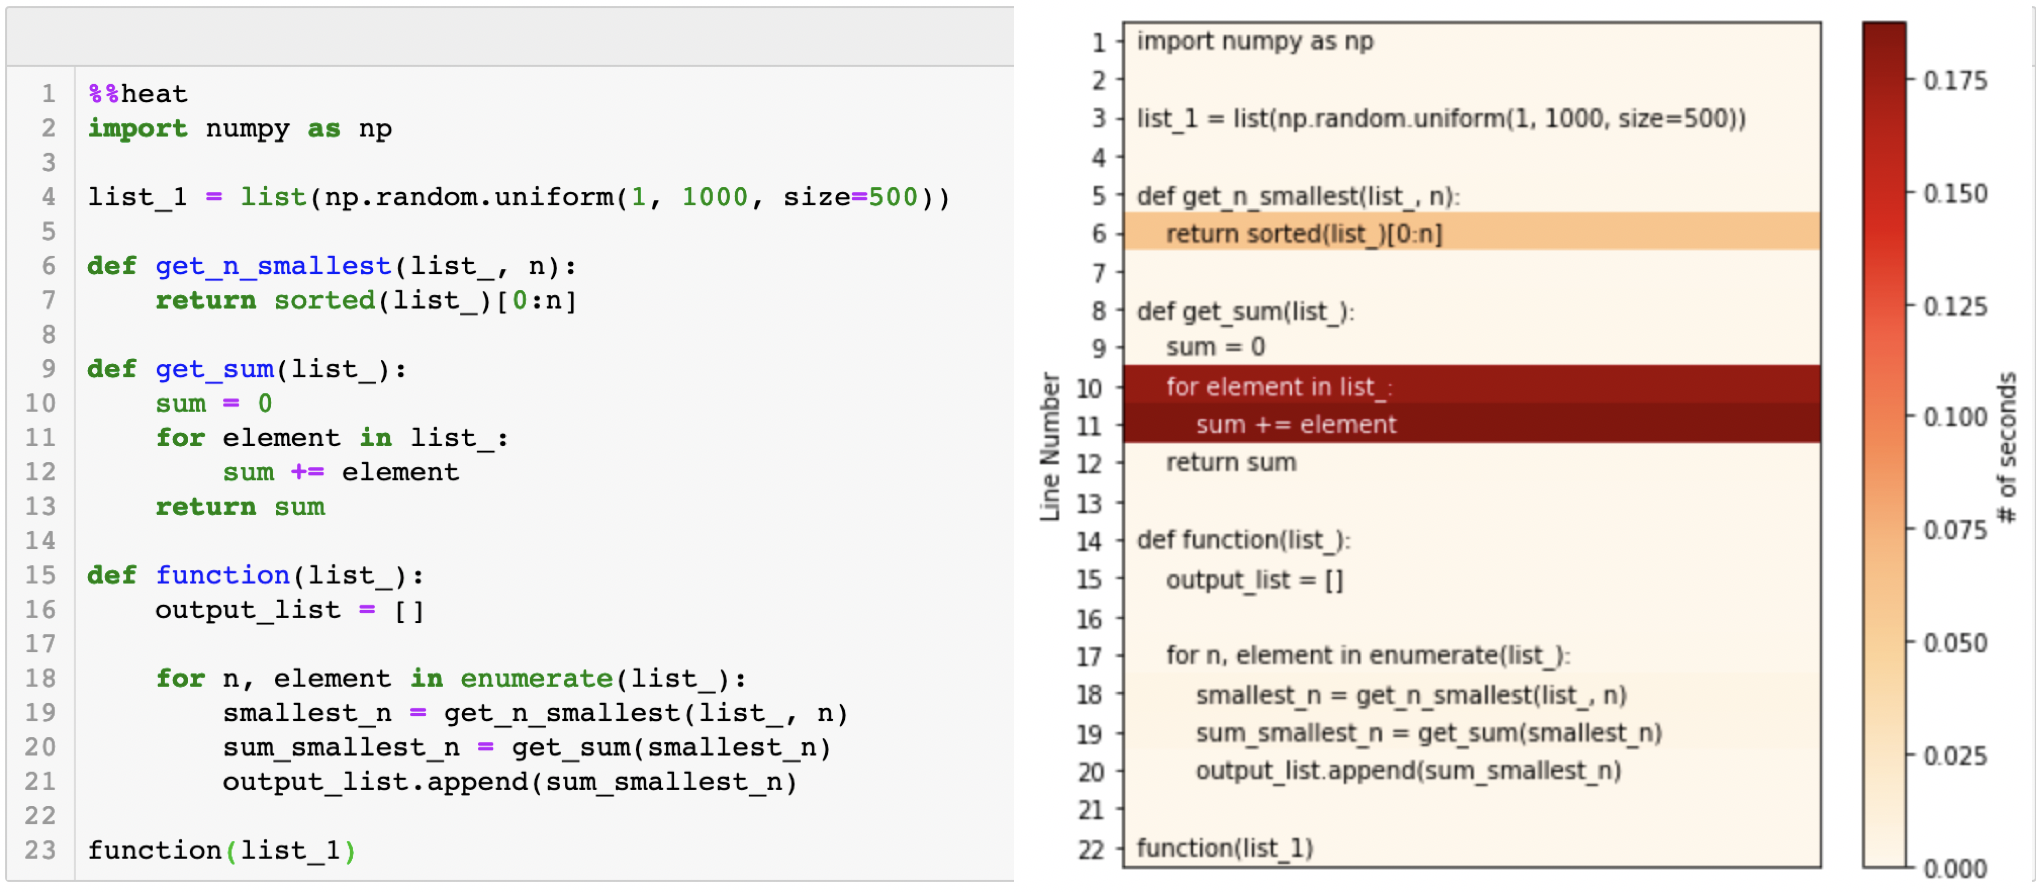 1 %%heat
2 import numpy as np
3
4 list_1 = list(np.random.uniform(1, 1000, size=500))
5
6 def get_n_smallest(list_, n):
7     return sorted(list_)[0:n]
8
9 def get_sum(list_):
10     sum = 0
11     for element in list_:
12         sum += element
13     return sum
14
15 def function(list_):
16     output_list = []
17
18     for n, element in enumerate(list_):
19         smallest_n = get_n_smallest(list_, n)
20         sum_smallest_n = get_sum(smallest_n)
21         output_list.append(sum_smallest_n)
22
23 function(list_1)
Line Number
1 import numpy as np
2
3 list_1 = list(np.random.uniform(1, 1000, size=500))
4
5 def get_n_smallest(list_, n):
6     return sorted(list_)[0:n]
7
8 def get_sum(list_):
9     sum = 0
10     for element in list_:
11         sum += element
12     return sum
13
14 def function(list_):
15     output_list = []
16
17     for n, element in enumerate(list_):
18         smallest_n = get_n_smallest(list_, n)
19         sum_smallest_n = get_sum(smallest_n)
20         output_list.append(sum_smallest_n)
21
22 function(list_1)
0.175
0.150
0.125
0.100
0.075
0.050
0.025
0.000
# of seconds